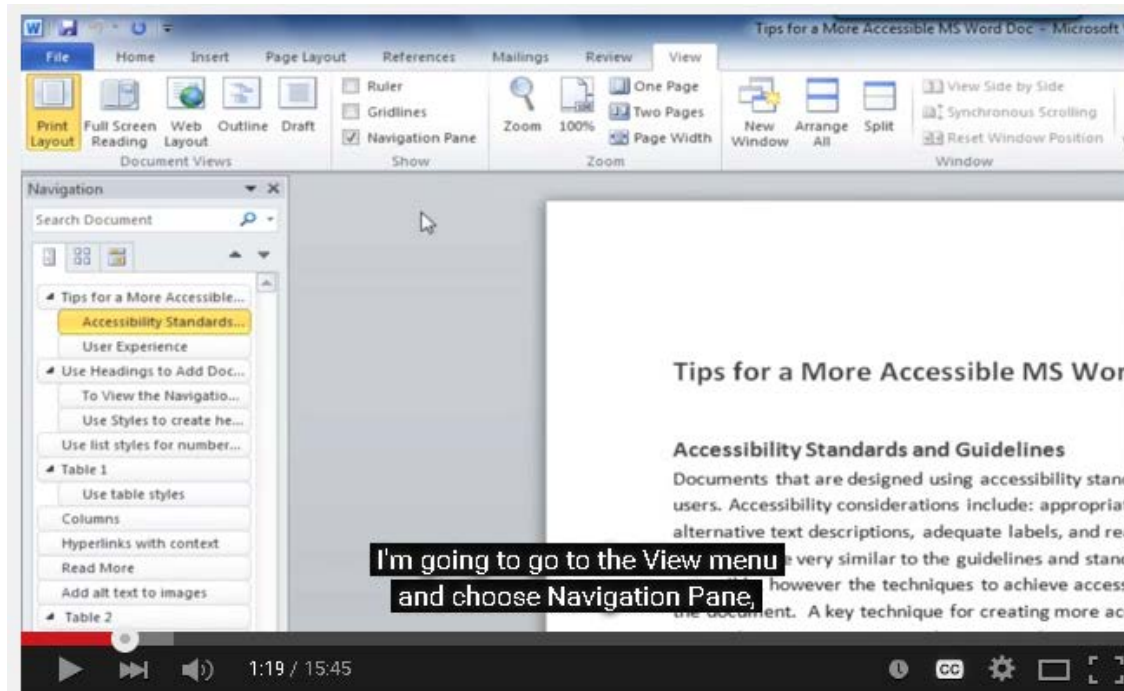 W
Tips for a More Accessible MS Word Doc - Microsoft
File Home Insert Page Layout References Mailings Review View
Print Layout
Full Screen Reading
Web Layout
Outline
Draft
Document Views
Ruler
Gridlines
Navigation Pane
Show
Zoom
100%
One Page
Two Pages
Page Width
Zoom
New Window
Arrange All
Split
View Side by Side
Synchronous Scrolling
Reset Window Position
Window
Navigation
Search Document
Tips for a More Accessible...
Accessibility Standards...
User Experience
Use Headings to Add Doc...
To View the Navigatio...
Use Styles to create he...
Use list styles for number...
Table 1
Use table styles
Columns
Hyperlinks with context
Read More
Add alt text to images
Table 2
Tips for a More Accessible MS Wor
Accessibility Standards and Guidelines
Documents that are designed using accessibility stan
users. Accessibility considerations include: appropria
alternative text descriptions, adequate labels, and re
very similar to the guidelines and stand
however the techniques to achieve access
the document. A key technique for creating more ac
I'm going to go to the View menu
and choose Navigation Pane,
1:19 / 15:45
CC